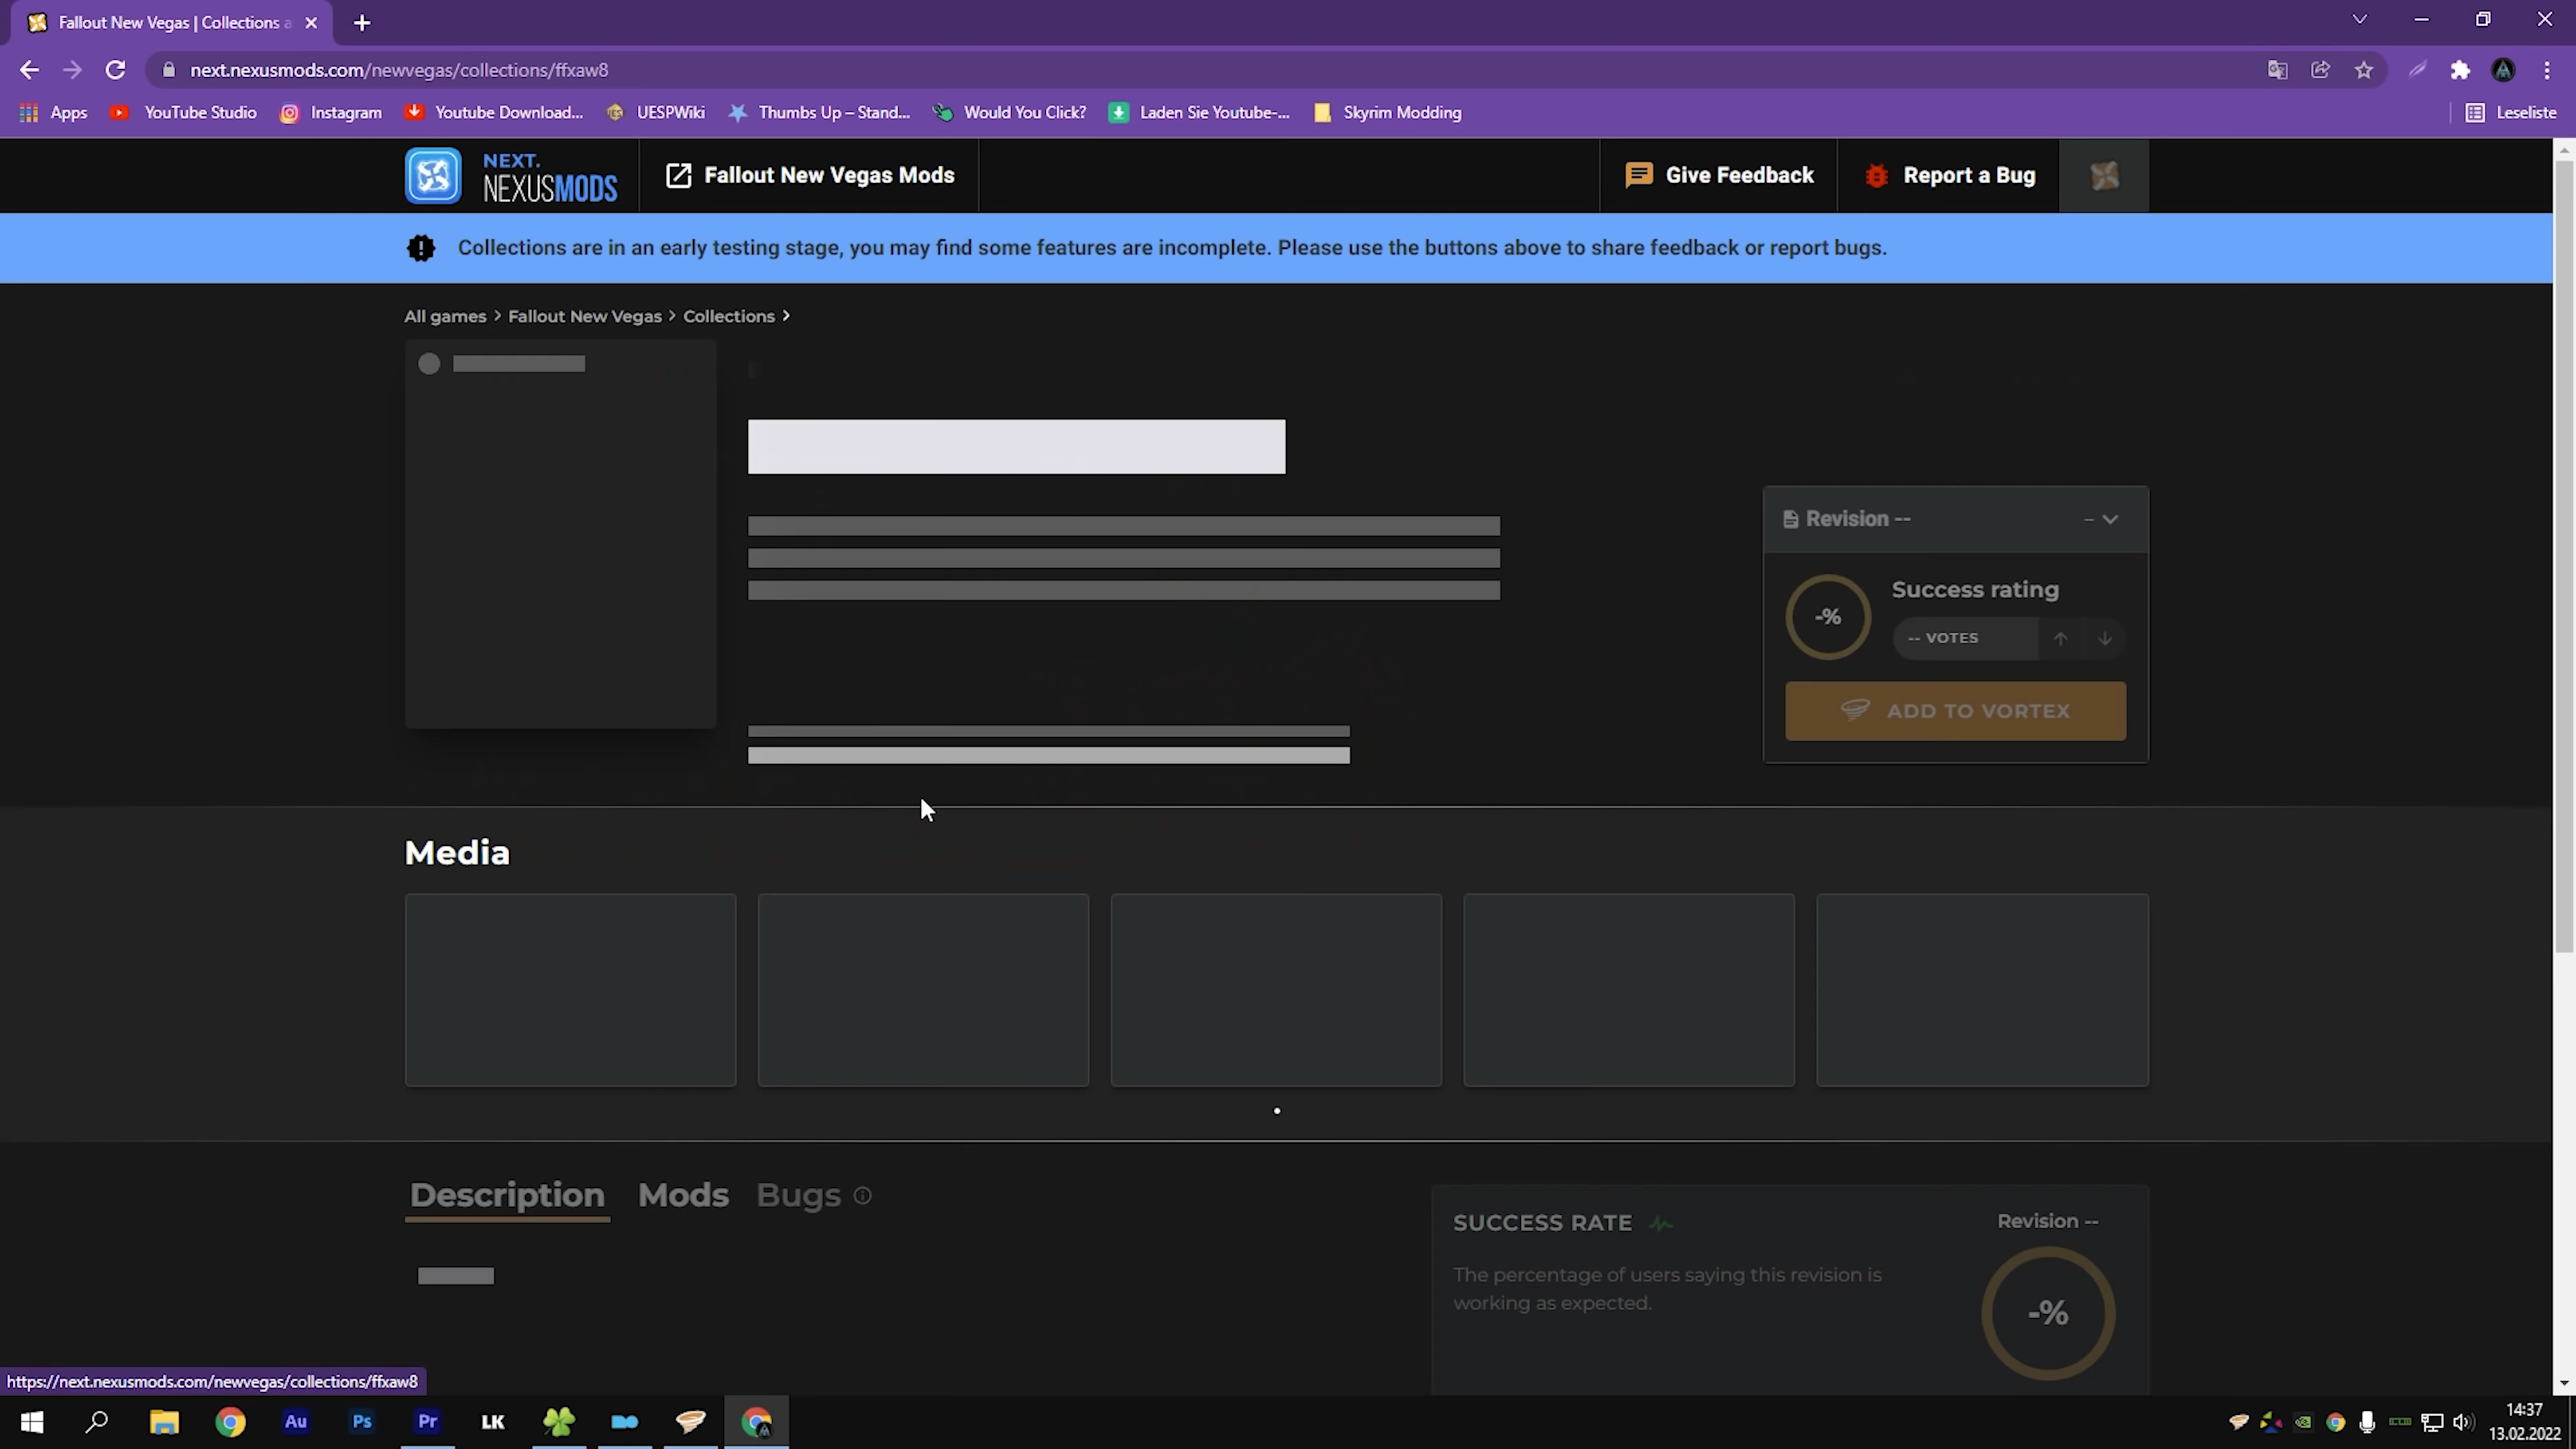 Fallout New Vegas | Collections a
next.nexusmods.com/newvegas/collections/ffxaw8
Apps
YouTube Studio
Instagram
Youtube Download...
UESPWiki
Thumbs Up – Stand...
Would You Click?
Laden Sie Youtube-...
Skyrim Modding
Leseliste
NEXT.
NEXUSMODS
Fallout New Vegas Mods
Give Feedback
Report a Bug
Collections are in an early testing stage, you may find some features are incomplete. Please use the buttons above to share feedback or report bugs.
All games > Fallout New Vegas > Collections >
Revision --
–
-%
Success rating
-- VOTES
ADD TO VORTEX
Media
Description
Mods
Bugs
SUCCESS RATE
Revision --
The percentage of users saying this revision is
working as expected.
-%
https://next.nexusmods.com/newvegas/collections/ffxaw8
Au
Ps
Pr
LK
14:37
13.02.2022